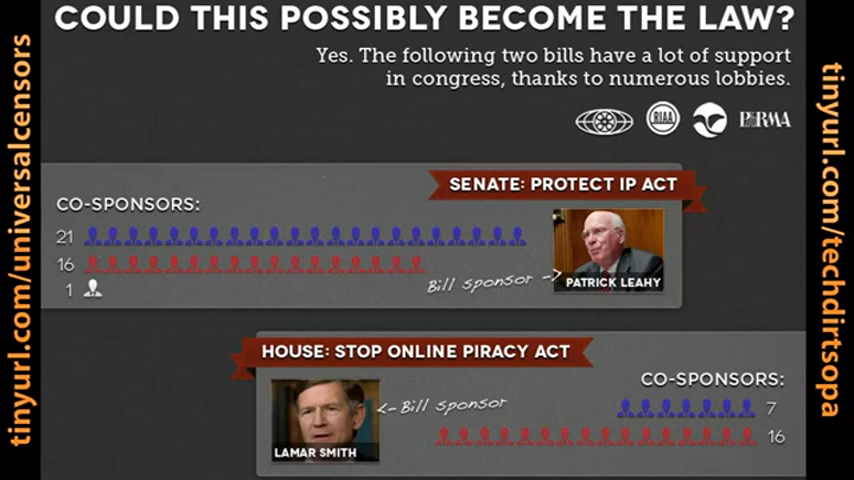 COULD THIS POSSIBLY BECOME THE LAW?
Yes. The following two bills have a lot of support
in congress, thanks to numerous lobbies.
RIAA
PhRMA
SENATE: PROTECT IP ACT
CO-SPONSORS:
21
16
1
Bill sponsor ->
PATRICK LEAHY
HOUSE: STOP ONLINE PIRACY ACT
CO-SPONSORS:
<- Bill sponsor
7
16
LAMAR SMITH
tinyurl.com/universalcensors
tinyurl.com/techdirtsopa